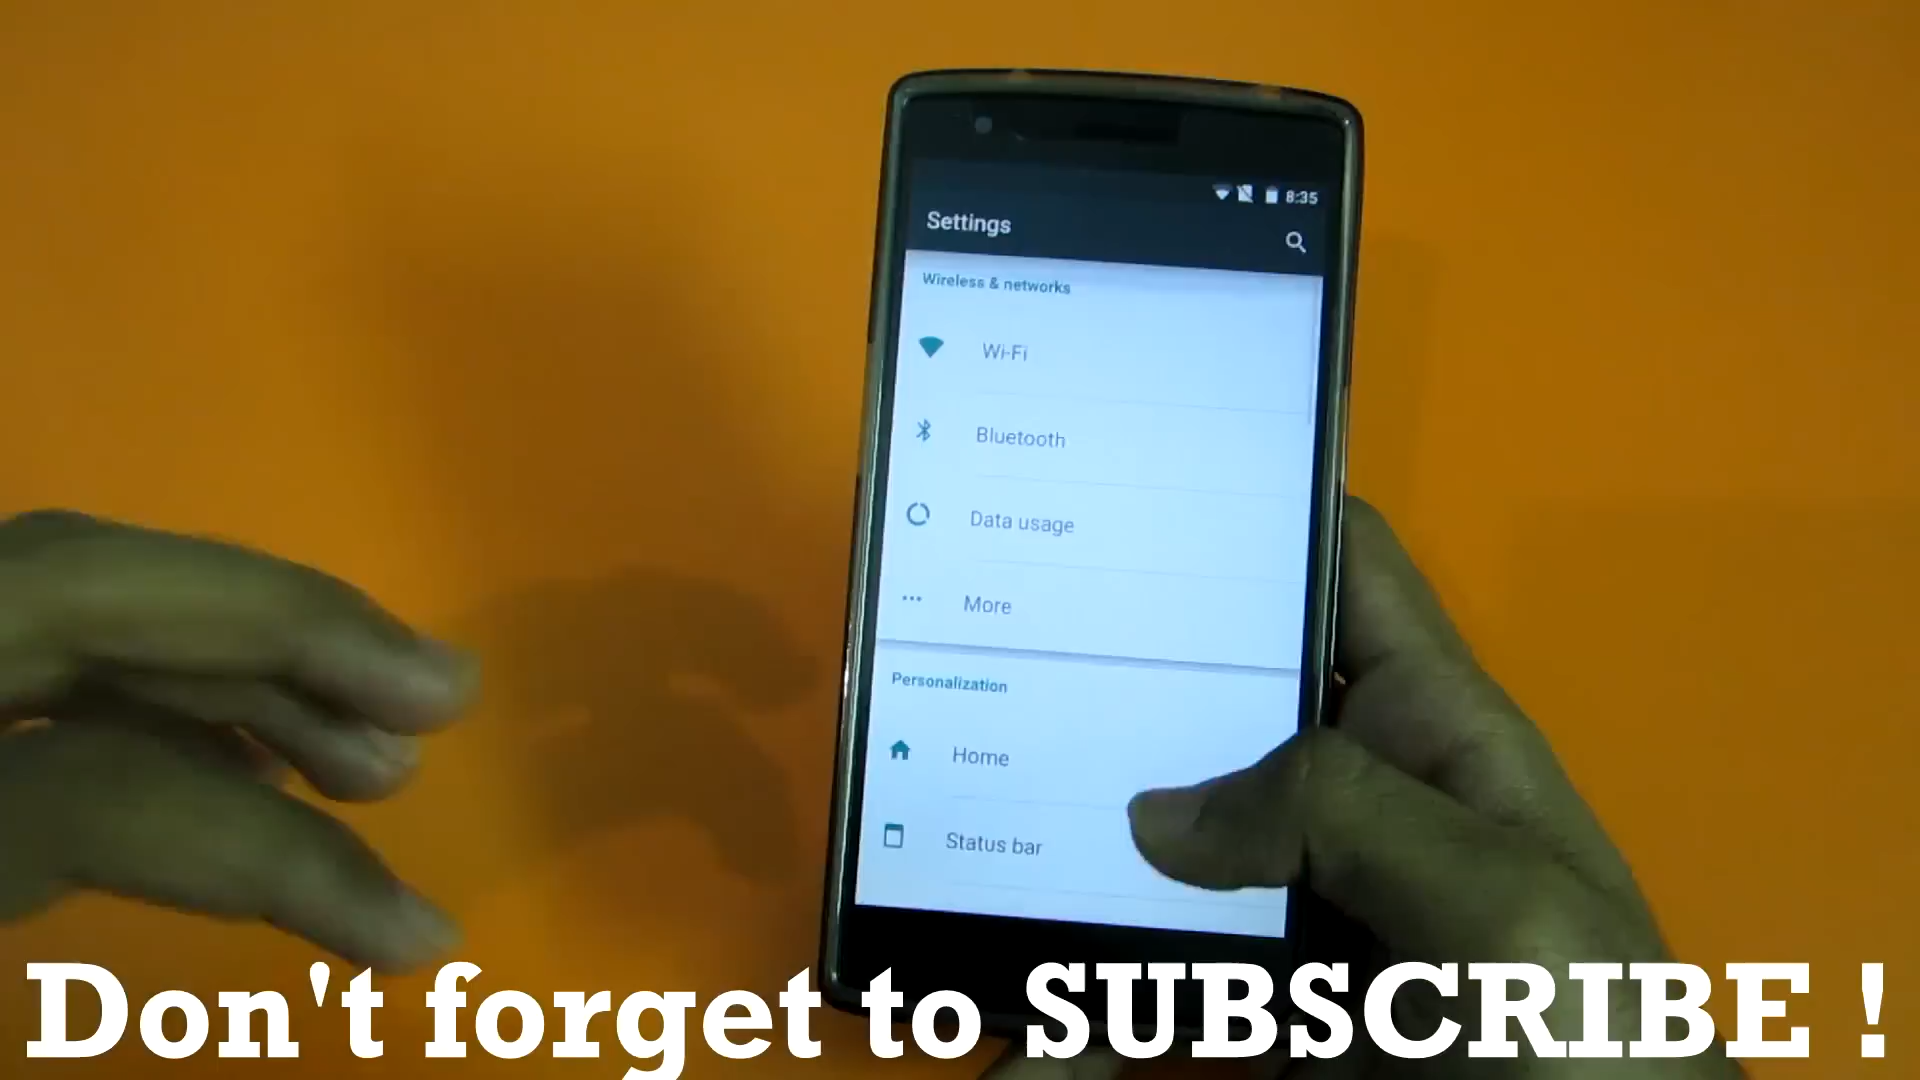 8:35
Settings
Wireless & networks
Wi-Fi
Bluetooth
Data usage
More
Personalization
Home
Status bar
Don't forget to SUBSCRIBE !